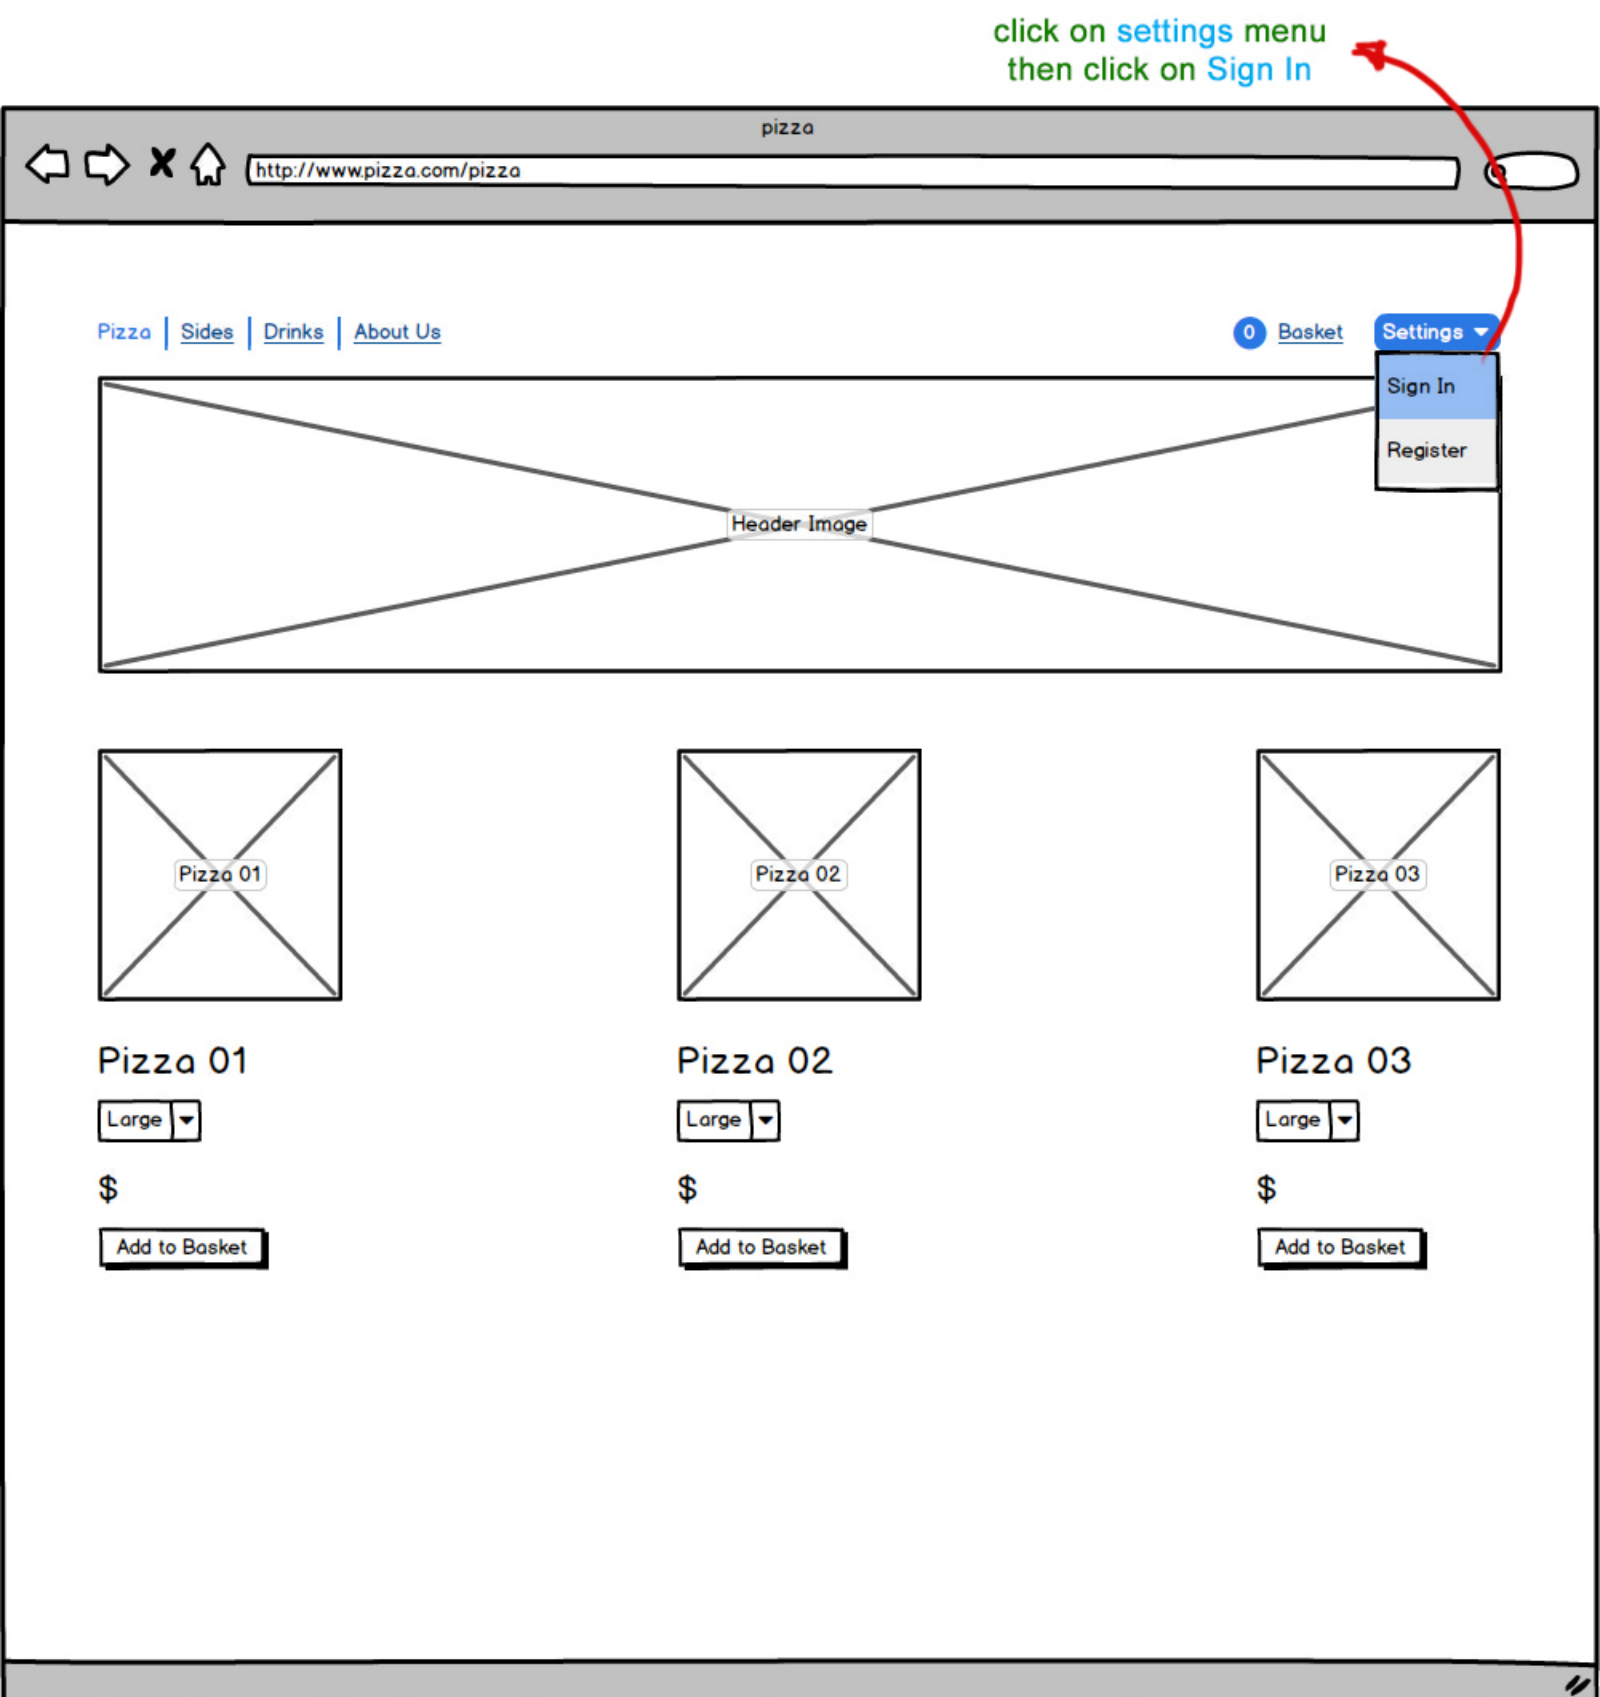 click on settings menu
then click on Sign In
pizza
http://www.pizza.com/pizza
Pizza Sides Drinks About Us 0 Basket Settings
Sign In
Register
Header Image
Pizza 01 Pizza 02 Pizza 03
Pizza 01 Pizza 02 Pizza 03
Large Large Large
$ $ $
Add to Basket Add to Basket Add to Basket